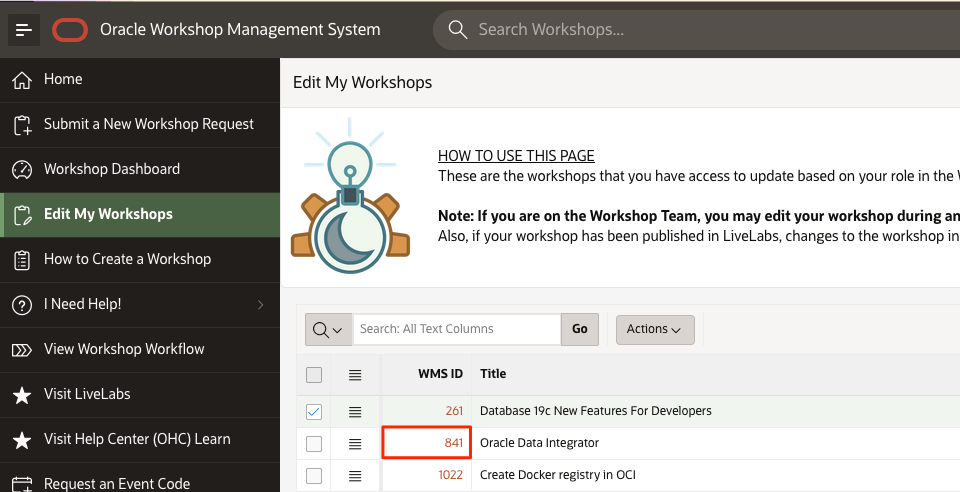 Oracle Workshop Management System
Search Workshops...
Home
Submit a New Workshop Request
Workshop Dashboard
Edit My Workshops
How to Create a Workshop
I Need Help!
View Workshop Workflow
Visit LiveLabs
Visit Help Center (OHC) Learn
Request an Event Code
Edit My Workshops
HOW TO USE THIS PAGE
These are the workshops that you have access to update based on your role in the
Note: If you are on the Workshop Team, you may edit your workshop during an
Also, if your workshop has been published in LiveLabs, changes to the workshop in
Search: All Text Columns
Go
Actions
WMS ID Title
261 Database 19c New Features For Developers
841 Oracle Data Integrator
1022 Create Docker registry in OCI